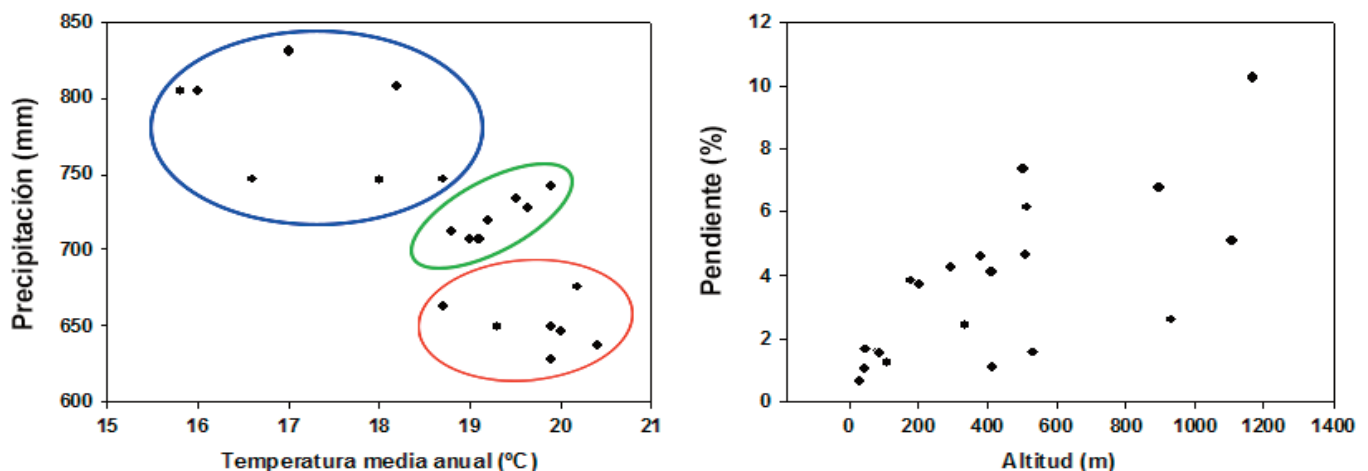 850
800
750
700
650
600
Precipitación (mm)
15 16 17 18 19 20 21
Temperatura media anual (ºC)
12
10
8
6
4
2
0
Pendiente (%)
0 200 400 600 800 1000 1200 1400
Altitud (m)